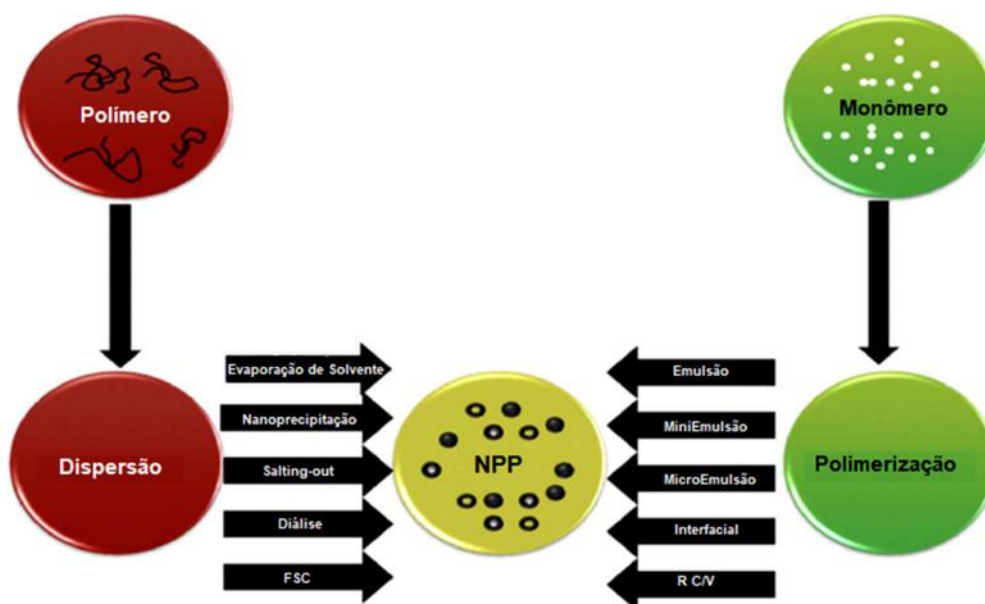 Polímero
Monômero
Dispersão
Evaporação de Solvente
Nanoprecipitação
Salting-out
Diálise
FSC
NPP
Emulsão
MiniEmulsão
MicroEmulsão
Interfacial
R C/V
Polimerização